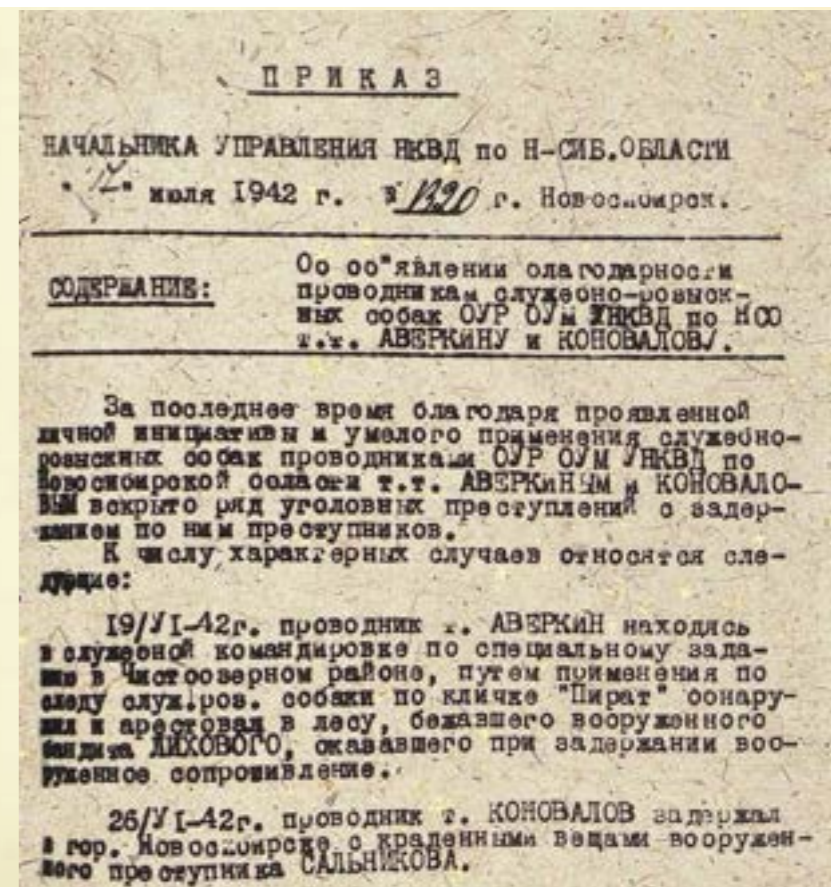 ПРИКАЗ
НАЧАЛЬНИКА УПРАВЛЕНИЯ НКВД по Н-СИБ.ОБЛАСТИ
"12" июля 1942 г. № 1390 г. Новосибирск.
СОДЕРЖАНИЕ:
Об об"явлении благодарности
проводникам служебно-розыск-
ных собак ОУР ОУм УНКВД по НСО
т.т. АВЕРКИНУ и КОНОВАЛОВУ.
За последнее время благодаря проявленной
личной инициативы и умелого применения служебно-
розыскных собак проводниками ОУР ОУМ УНКВД по
Новосибирской области т.т. АВЕРКИНЫМ и КОНОВАЛО-
ВЫМ вскрыто ряд уголовных преступлений с задер-
жанием по ним преступников.
К числу характерных случаев относятся сле-
дующие:
19/VI-42г. проводник т. АВЕРКИН находясь
в служебной командировке по специальному зада-
нию в Чистоозерном районе, путем применения по
следу служ.роз. собаки по кличке "Пират" обнару-
жил и арестовал в лесу, бежавшего вооруженного
бандита ЛИХОВОГО, оказавшего при задержании воо-
руженное сопротивление.
26/VI-42г. проводник т. КОНОВАЛОВ задержал
в гор. Новосибирске с краденными вещами вооружен-
ного преступника САЛЬНИКОВА.